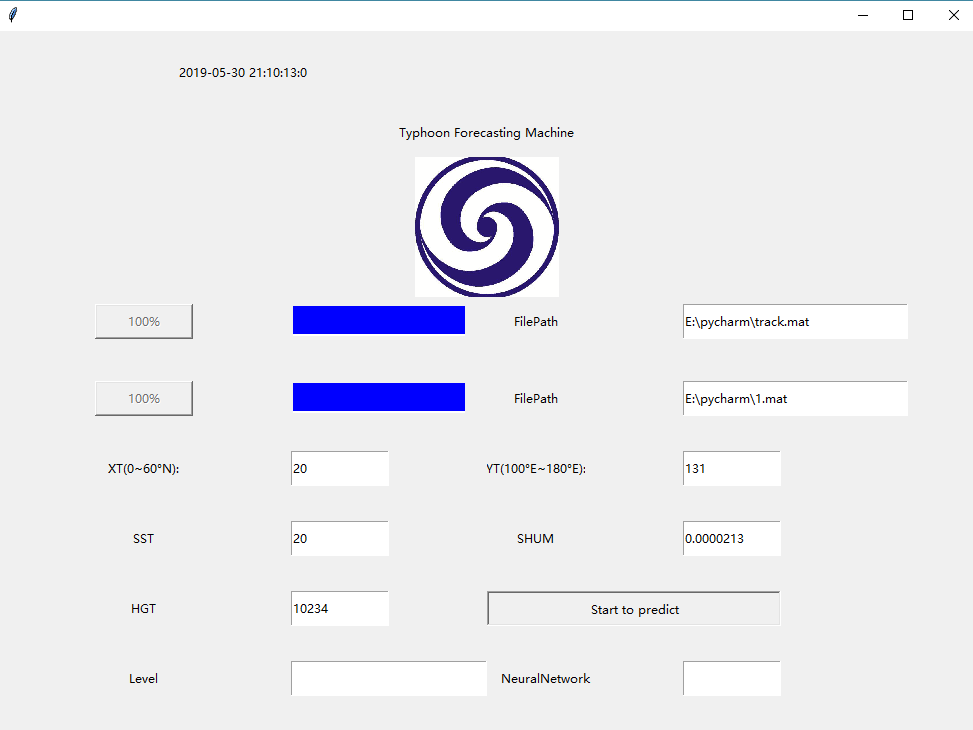 2019-05-30 21:10:13:0
Typhoon Forecasting Machine
100% FilePath E:\pycharm\track.mat
100% FilePath E:\pycharm\1.mat
XT(0~60°N): 20 YT(100°E~180°E): 131
SST 20 SHUM 0.0000213
HGT 10234 Start to predict
Level NeuralNetwork